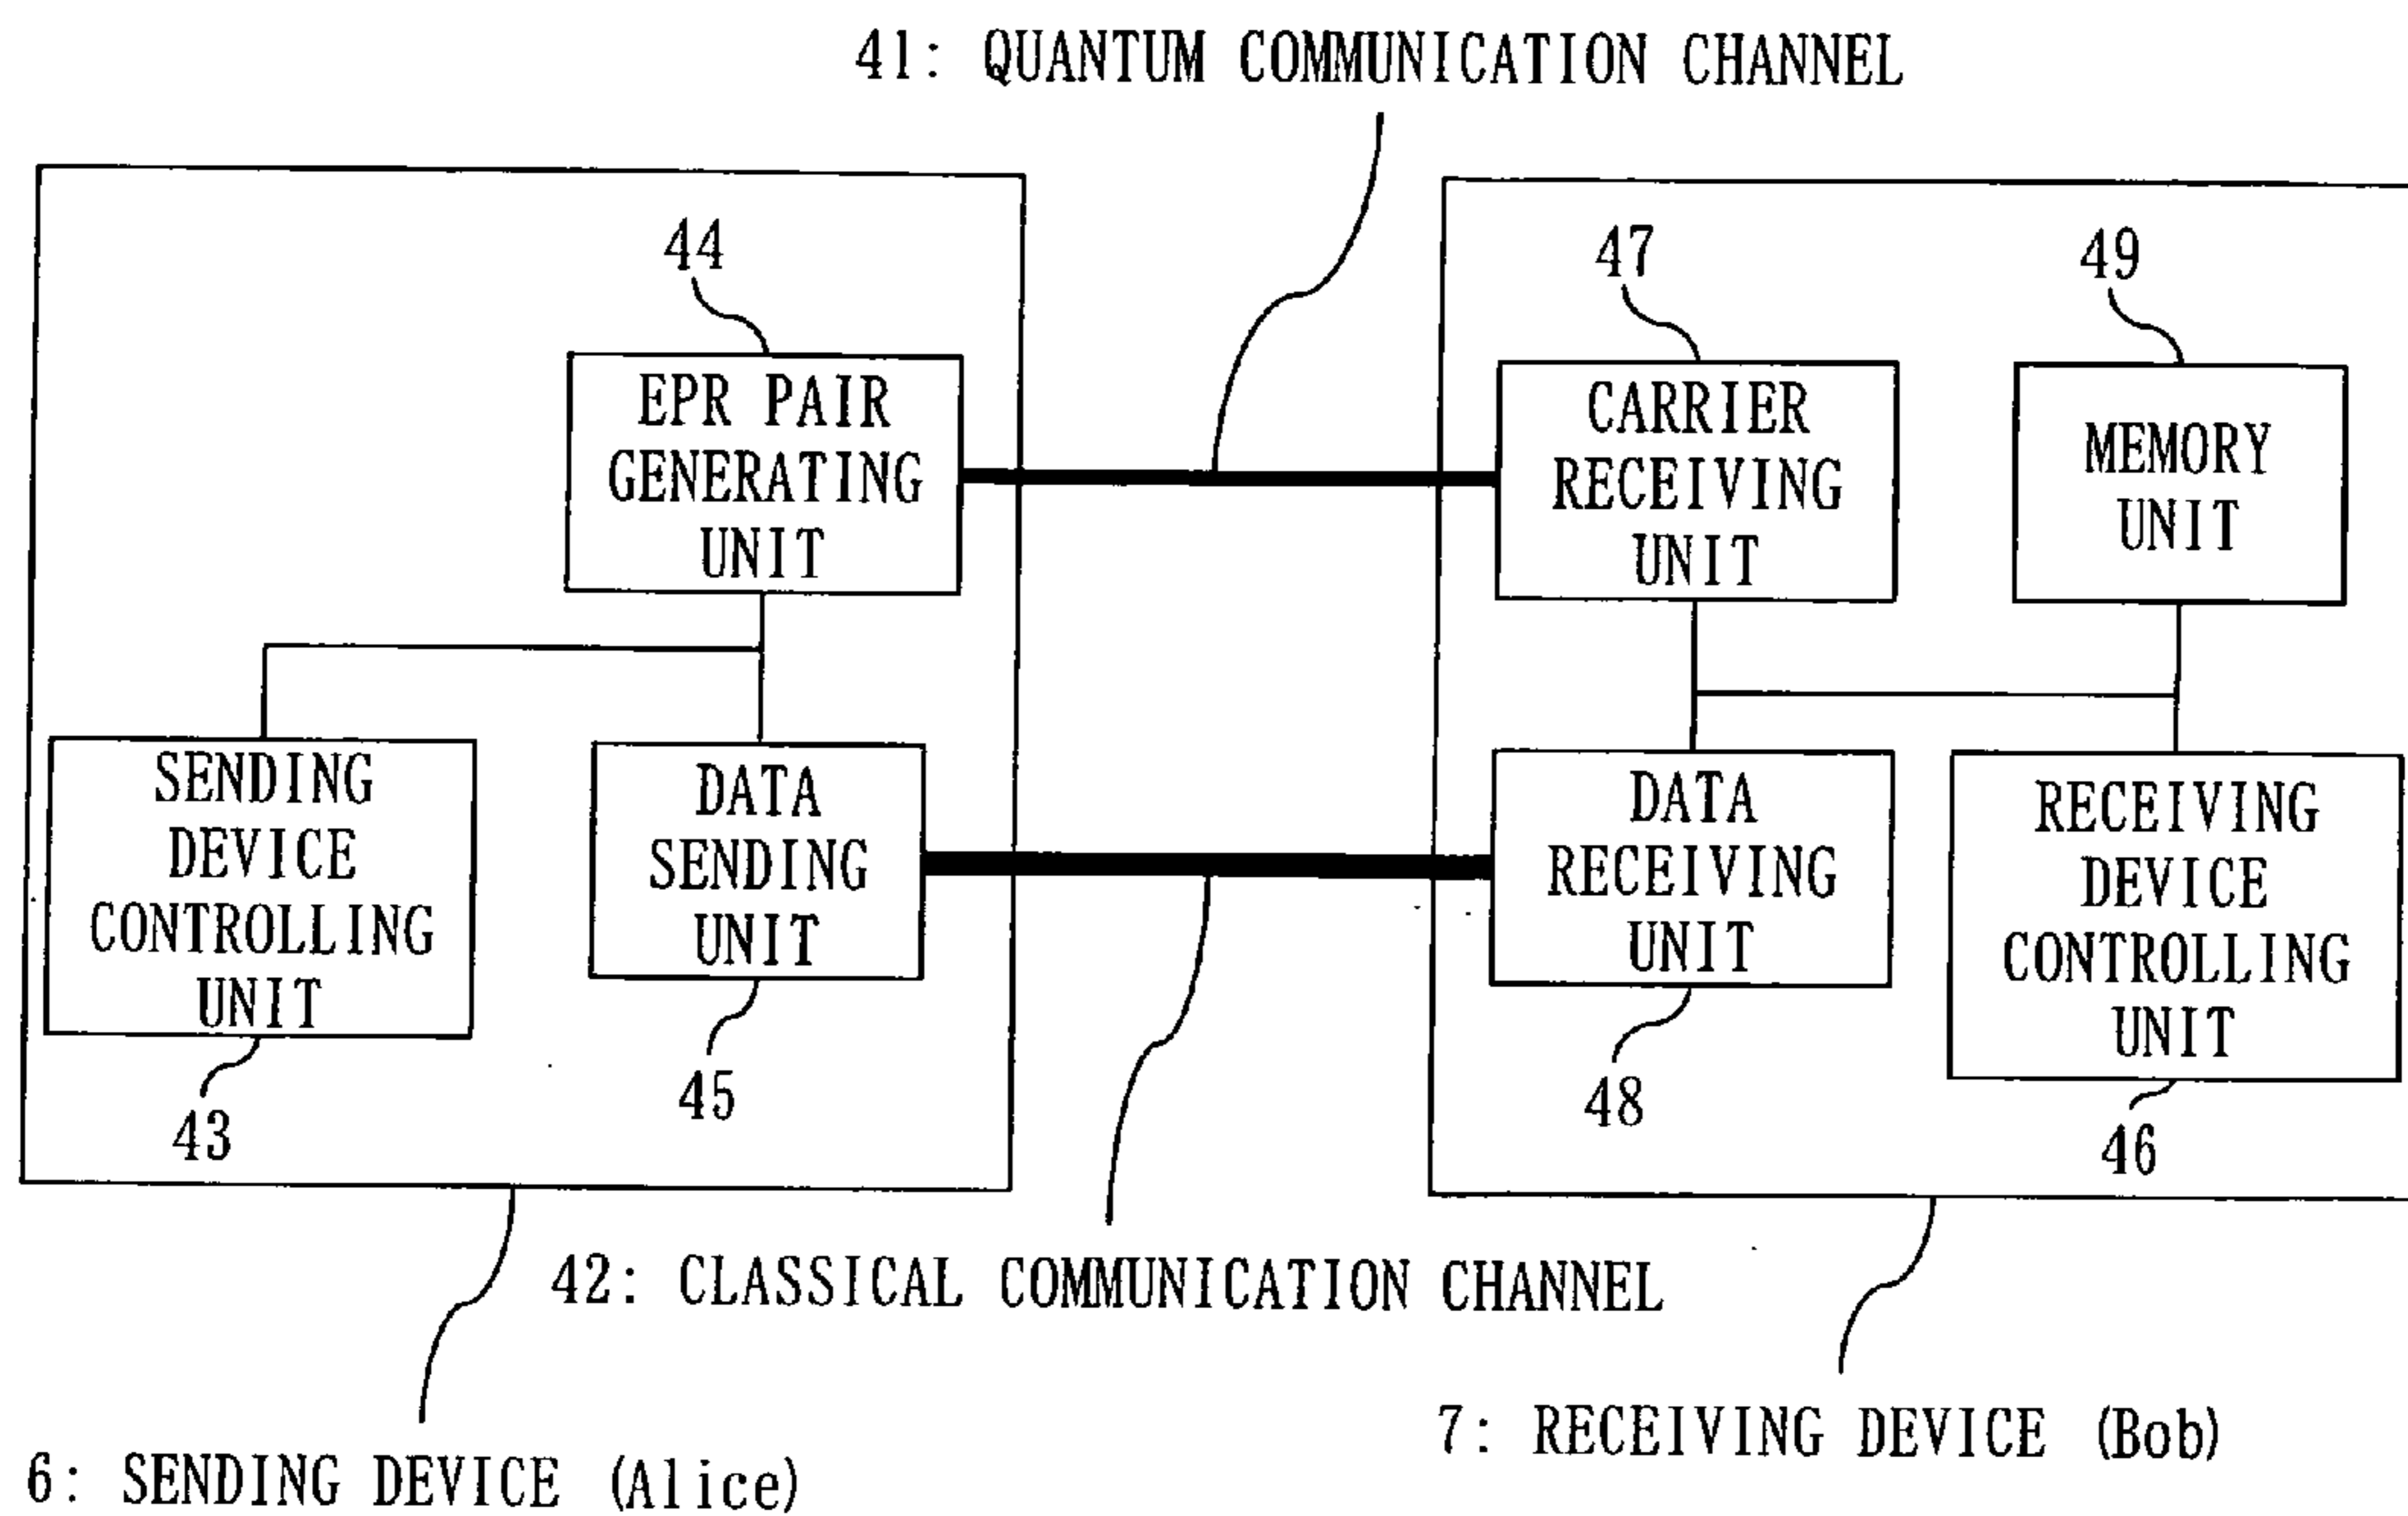 41: QUANTUM COMMUNICATION CHANNEL
44
47
49
EPR PAIR
GENERATING
UNIT
CARRIER
RECEIVING
UNIT
MEMORY
UNIT
SENDING
DEVICE
CONTROLLING
UNIT
DATA
SENDING
UNIT
DATA
RECEIVING
UNIT
RECEIVING
DEVICE
CONTROLLING
UNIT
43
45
48
46
42: CLASSICAL COMMUNICATION CHANNEL
7: RECEIVING DEVICE (Bob)
6: SENDING DEVICE (Alice)